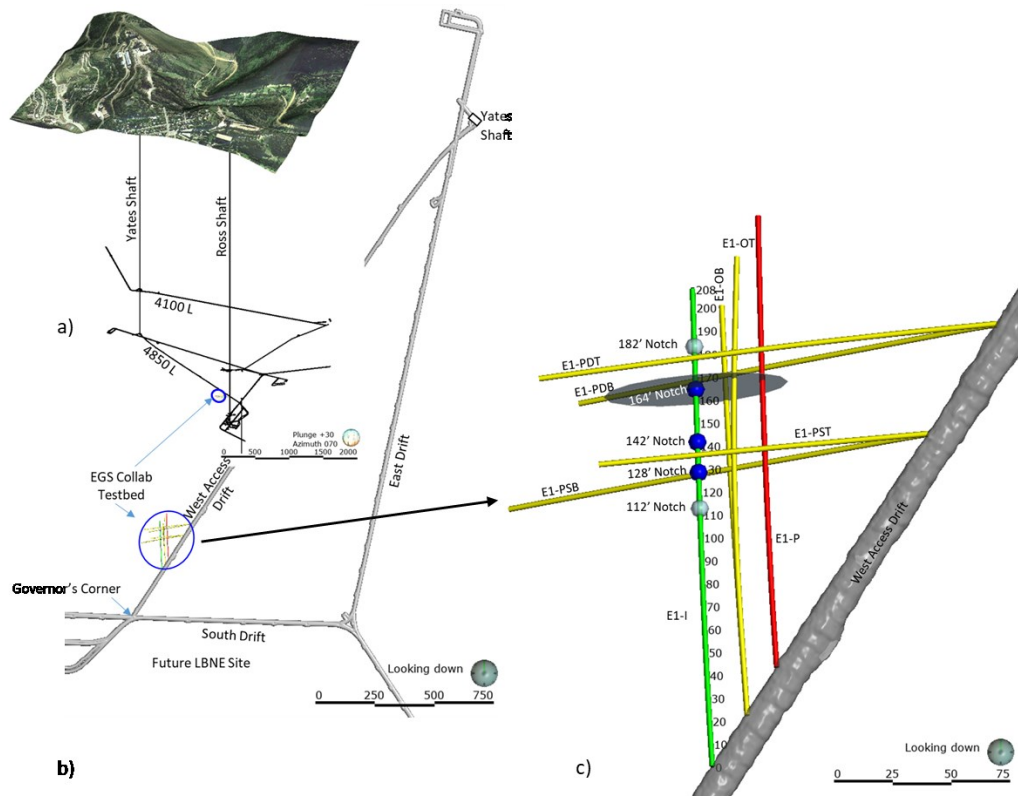 Yates Shaft
Ross Shaft
4100 L
4850 L
a)
Plunge +30
Azimuth 070
0 500 1000 1500 2000
EGS Collab
Testbed
West Access
Drift
Governor's Corner
South Drift
Future LBNE Site
East Drift
Yates
Shaft
Looking down
0 250 500 750
b)
E1-OT
E1-OB
208
200
190
182' Notch
180
E1-PDT
170
E1-PDB
164' Notch
160
150
142' Notch
140
E1-PST
128' Notch
130
E1-PSB
120
112' Notch
110
100
90
E1-P
80
70
E1-I
60
50
40
30
20
10
0
West Access Drift
Looking down
c)
0 25 50 75